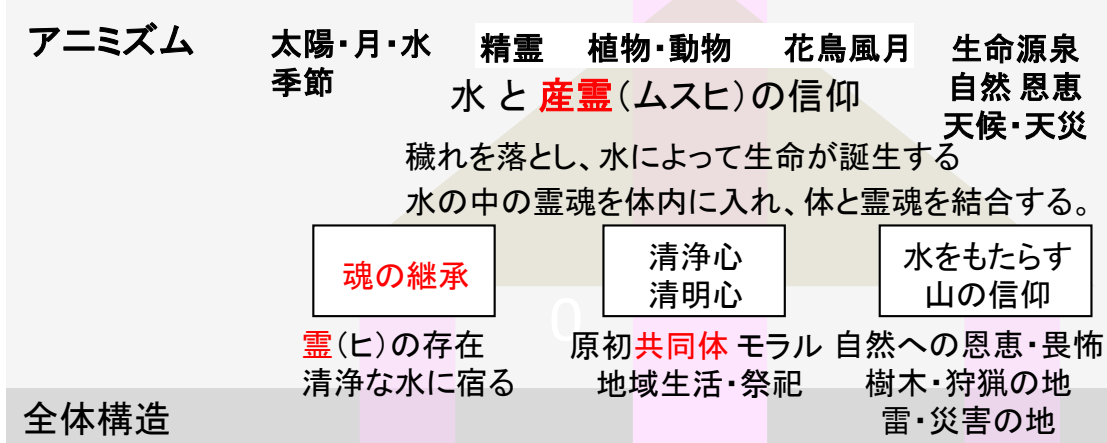 アニミズム
太陽・月・水
季節
精霊 植物・動物 花鳥風月
生命源泉
自然 恩恵
天候・天災
水 と 産霊(ムスヒ)の信仰
穢れを落とし、水によって生命が誕生する
水の中の霊魂を体内に入れ、体と霊魂を結合する。
魂の継承
清浄心
清明心
水をもたらす
山の信仰
0
霊(ヒ)の存在
清浄な水に宿る
原初共同体 モラル
地域生活・祭祀
自然への恩恵・畏怖
樹木・狩猟の地
雷・災害の地
全体構造